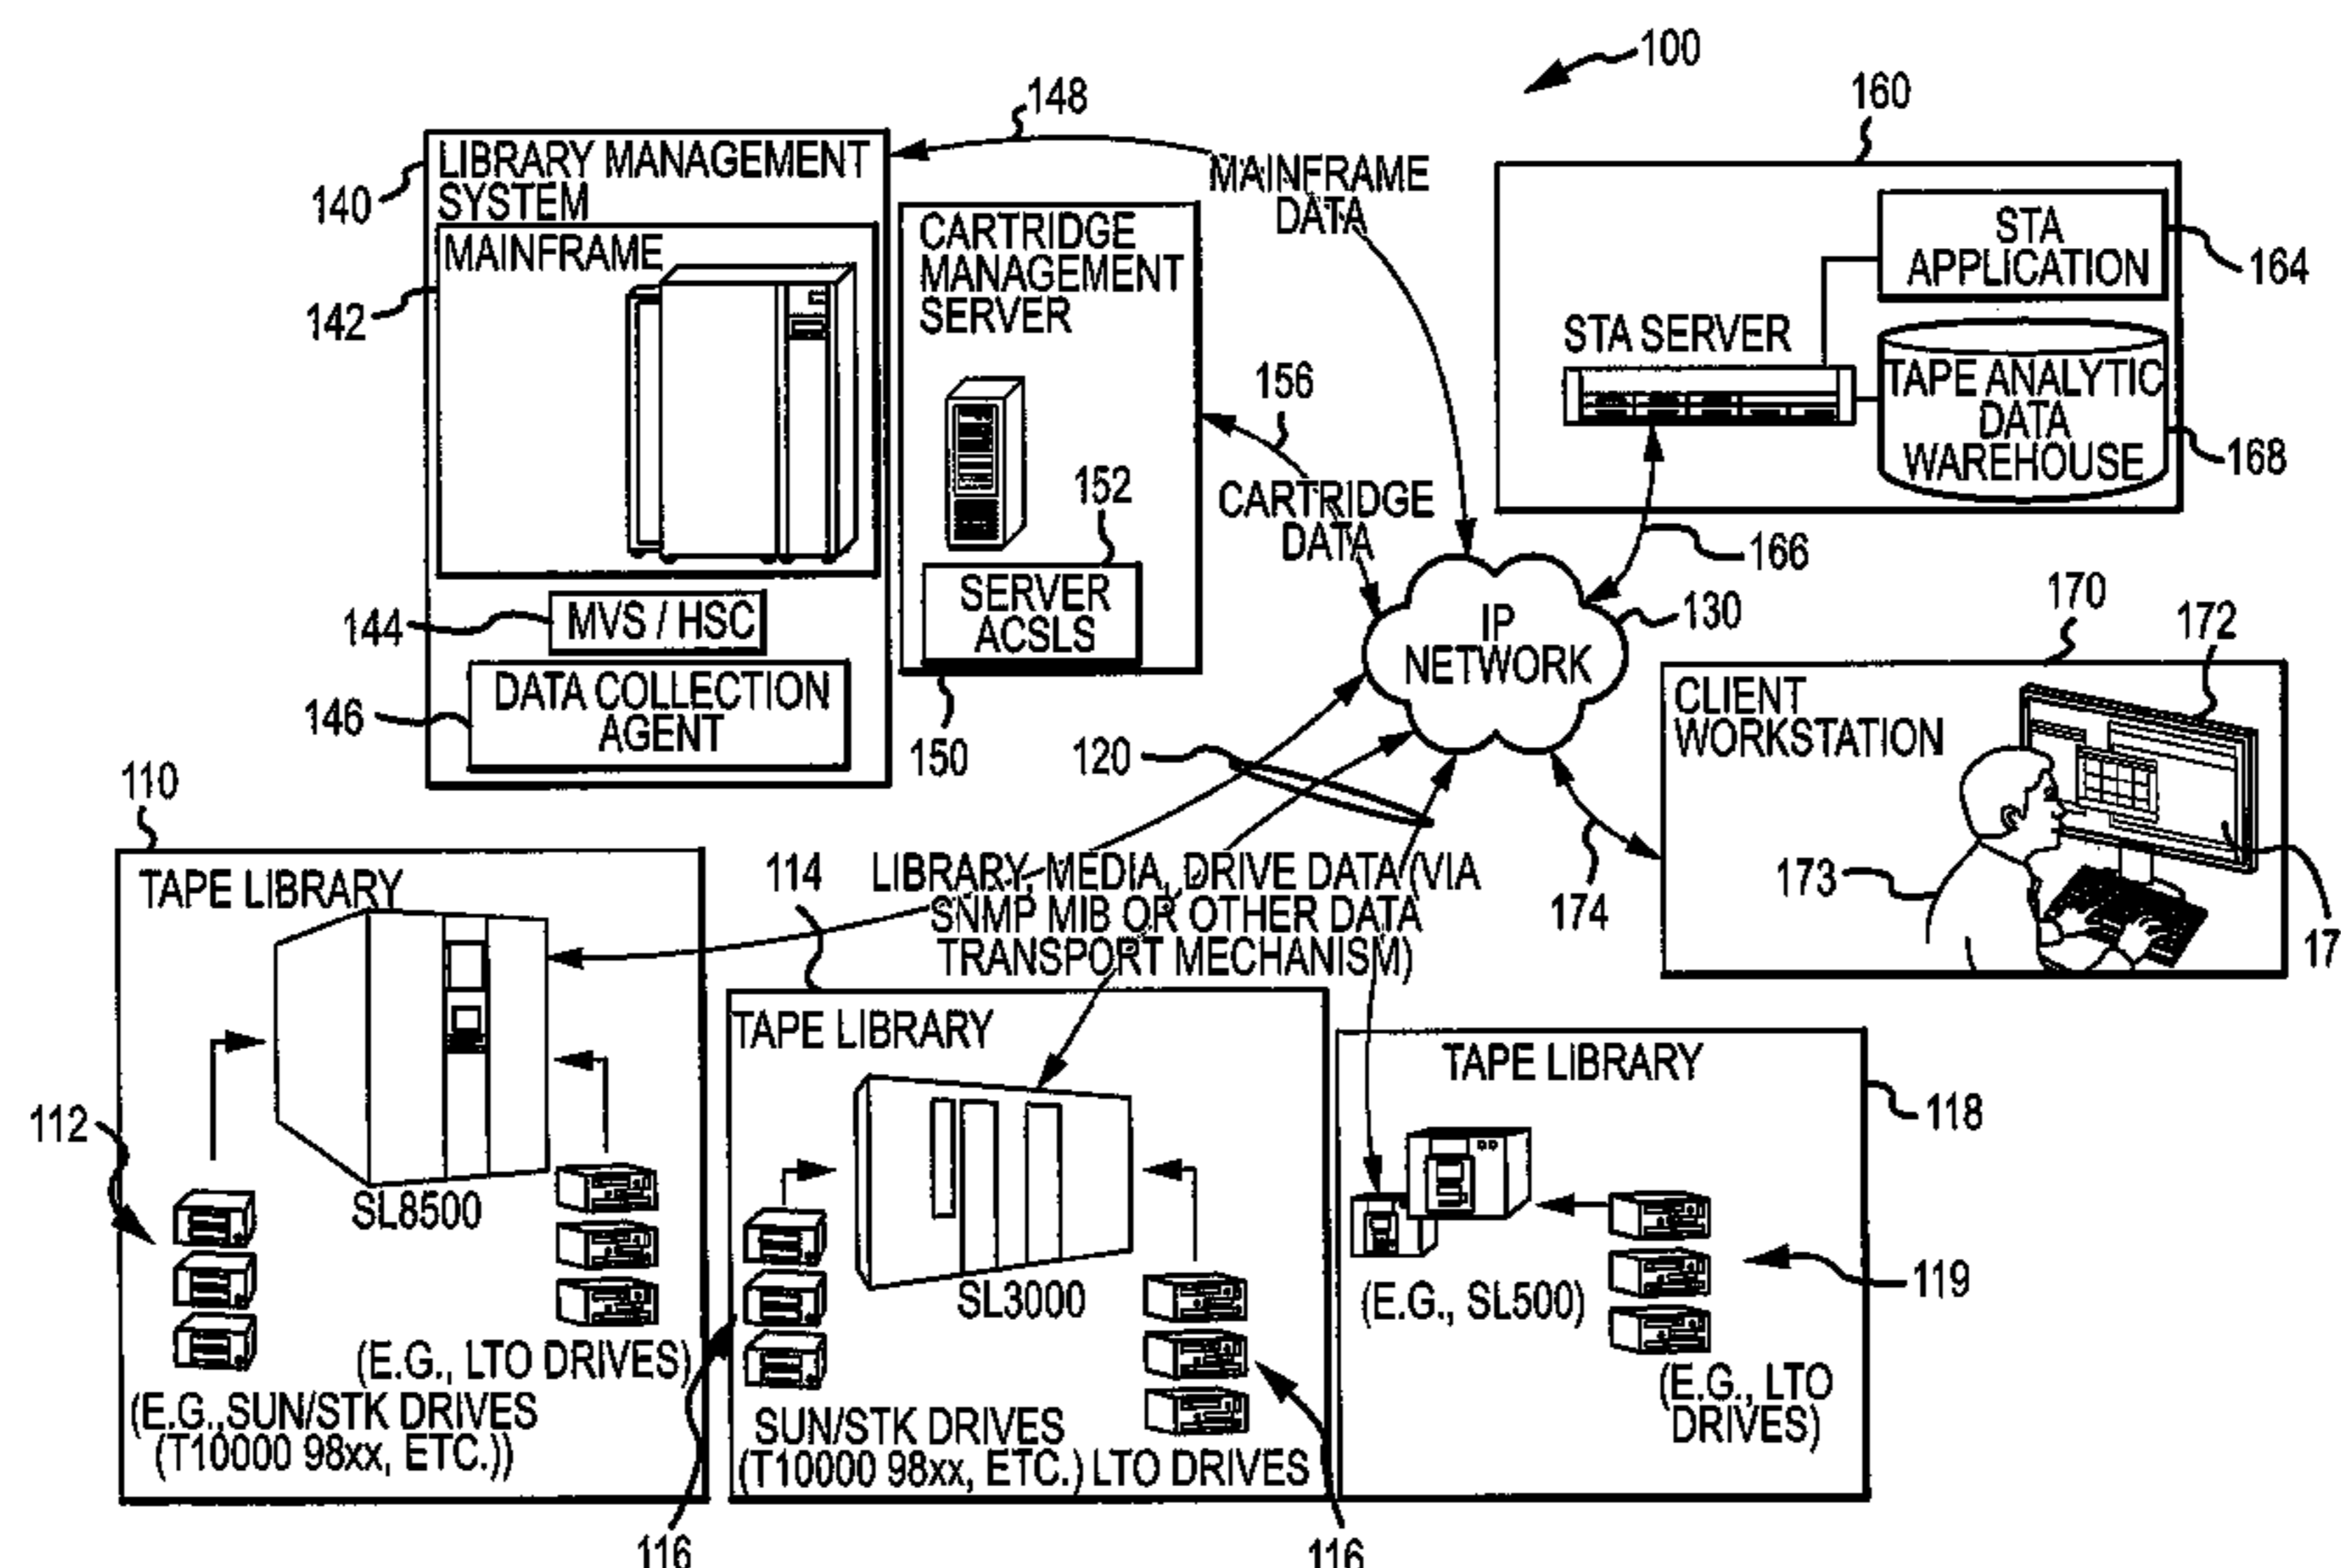 100
148
160
LIBRARY MANAGEMENT
SYSTEM
140
MAINFRAME
142
MAINFRAME
DATA
CARTRIDGE
MANAGEMENT
SERVER
STA
APPLICATION
164
STA SERVER
TAPE ANALYTIC
DATA
WAREHOUSE
168
156
CARTRIDGE
DATA
152
SERVER
ACSLS
166
144
MVS / HSC
146
DATA COLLECTION
AGENT
150
IP
NETWORK
130
170
172
CLIENT
WORKSTATION
120
174
173
17
110
TAPE LIBRARY
114
LIBRARY, MEDIA, DRIVE DATA (VIA
SNMP MIB OR OTHER DATA
TRANSPORT MECHANISM)
TAPE LIBRARY
TAPE LIBRARY
118
112
SL8500
SL3000
(E.G., SL500)
119
(E.G., LTO DRIVES)
(E.G.,SUN/STK DRIVES
(T10000 98xx, ETC.))
SUN/STK DRIVES
(T10000 98xx, ETC.) LTO DRIVES
(E.G., LTO
DRIVES)
116
116